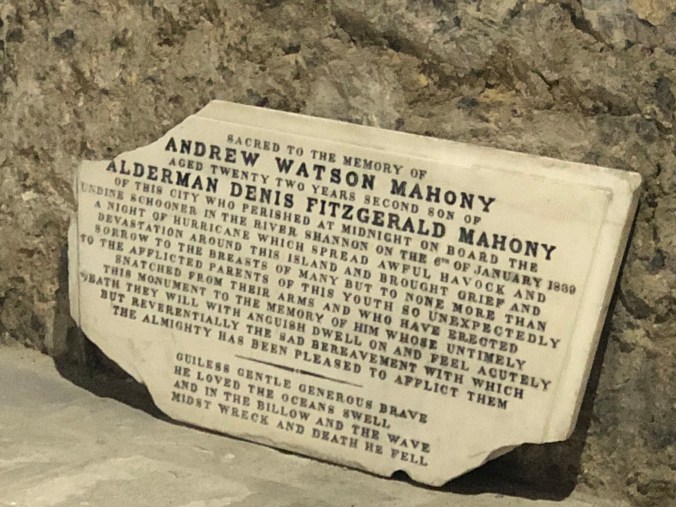 SACRED TO THE MEMORY OF
ANDREW WATSON MAHONY
AGED TWENTY TWO YEARS SECOND SON OF
ALDERMAN DENIS FITZGERALD MAHONY
OF THIS CITY WHO PERISHED AT MIDNIGHT ON BOARD THE
UNDINE SCHOONER IN THE RIVER SHANNON ON THE 6TH OF JANUARY 1839
A NIGHT OF HURRICANE WHICH SPREAD AWFUL HAVOCK AND
DEVASTATION AROUND THIS ISLAND AND BROUGHT GRIEF AND
SORROW TO THE BREASTS OF MANY BUT TO NONE MORE THAN
TO THE AFFLICTED PARENTS OF THIS YOUTH SO UNEXPECTEDLY
SNATCHED FROM THEIR ARMS AND WHO HAVE ERECTED
THIS MONUMENT TO THE MEMORY OF HIM WHOSE UNTIMELY
DEATH THEY WILL WITH ANGUISH DWELL ON AND FEEL ACUTELY
BUT REVERENTIALLY THE SAD BEREAVEMENT WITH WHICH
THE ALMIGHTY HAS BEEN PLEASED TO AFFLICT THEM
GUILESS GENTLE GENEROUS BRAVE
HE LOVED THE OCEANS SWELL
AND IN THE BILLOW AND THE WAVE
MIDST WRECK AND DEATH HE FELL